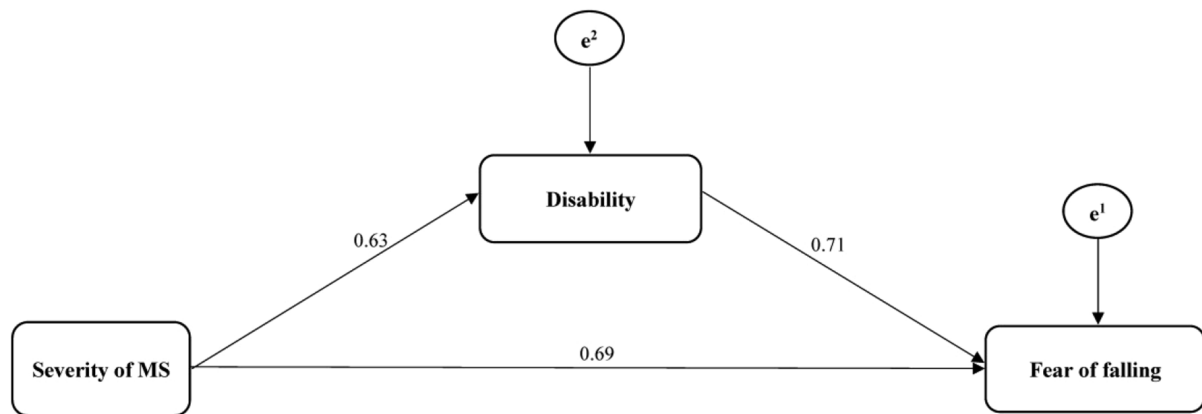 e²
Disability
e¹
0.63
0.71
Severity of MS
0.69
Fear of falling